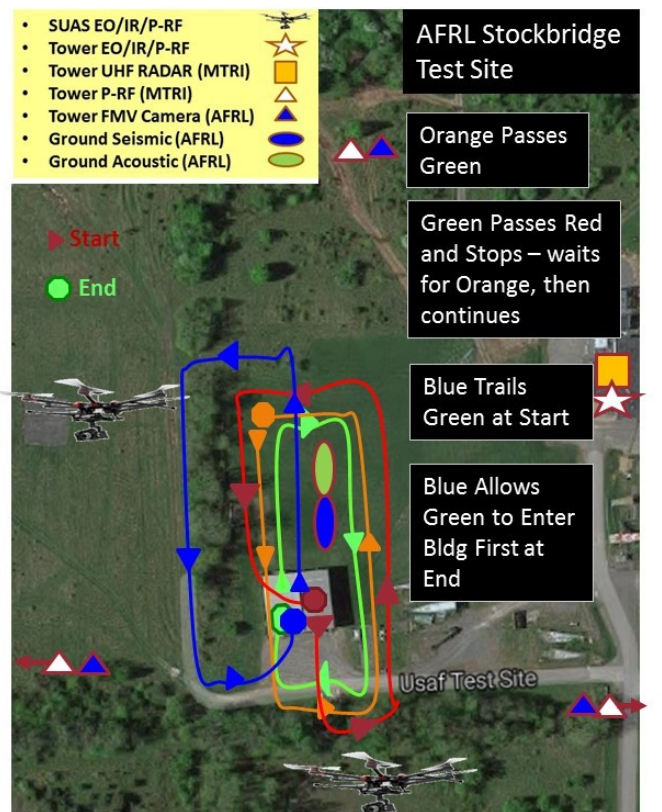 • SUAS EO/IR/P-RF
• Tower EO/IR/P-RF
• Tower UHF RADAR (MTRI)
• Tower P-RF (MTRI)
• Tower FMV Camera (AFRL)
• Ground Seismic (AFRL)
• Ground Acoustic (AFRL)
AFRL Stockbridge
Test Site
Orange Passes
Green
Green Passes Red
and Stops – waits
for Orange, then
continues
Start
End
Blue Trails
Green at Start
Blue Allows
Green to Enter
Bldg First at
End
Usaf Test Site